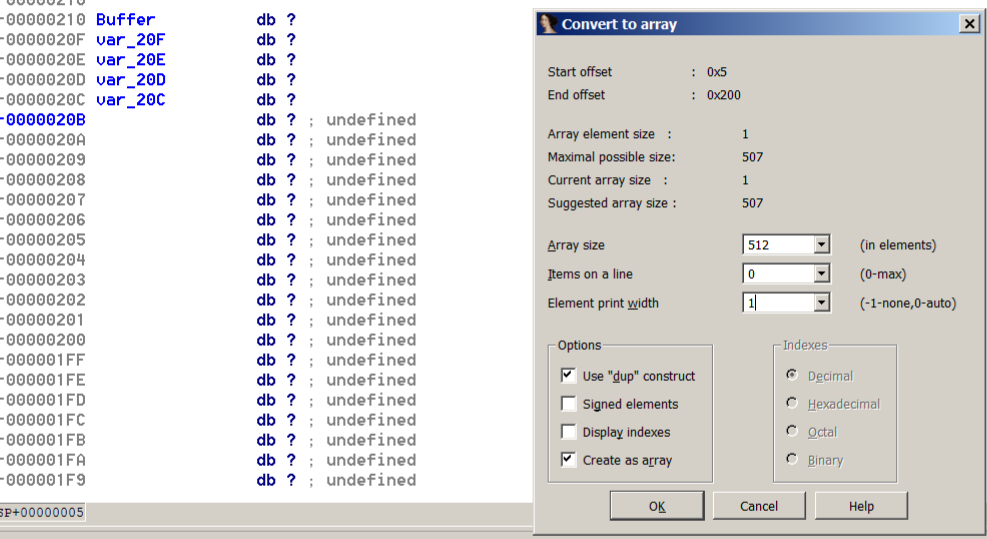 -00000210 Buffer db ?
-0000020F var_20F db ?
-0000020E var_20E db ?
-0000020D var_20D db ?
-0000020C var_20C db ?
-0000020B db ? ; undefined
-0000020A db ? ; undefined
-00000209 db ? ; undefined
-00000208 db ? ; undefined
-00000207 db ? ; undefined
-00000206 db ? ; undefined
-00000205 db ? ; undefined
-00000204 db ? ; undefined
-00000203 db ? ; undefined
-00000202 db ? ; undefined
-00000201 db ? ; undefined
-00000200 db ? ; undefined
-000001FF db ? ; undefined
-000001FE db ? ; undefined
-000001FD db ? ; undefined
-000001FC db ? ; undefined
-000001FB db ? ; undefined
-000001FA db ? ; undefined
-000001F9 db ? ; undefined
SP+00000005
Convert to array
Start offset : 0x5
End offset : 0x200
Array element size : 1
Maximal possible size: 507
Current array size : 1
Suggested array size : 507
Array size 512 (in elements)
Items on a line 0 (0-max)
Element print width 1 (-1-none,0-auto)
Options
Use "dup" construct
Signed elements
Display indexes
Create as array
Indexes
Decimal
Hexadecimal
Octal
Binary
OK Cancel Help